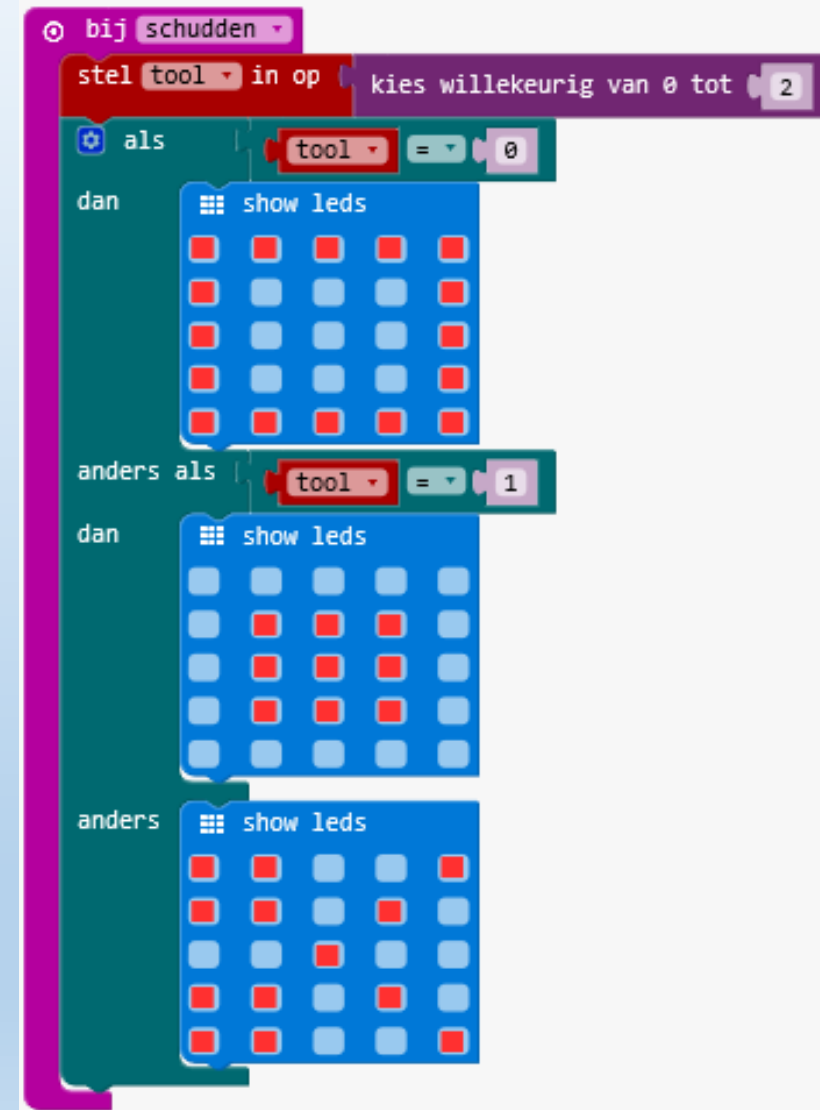 bij schudden
stel tool in op kies willekeurig van 0 tot 2
als tool = 0
dan show leds
anders als tool = 1
dan show leds
anders show leds